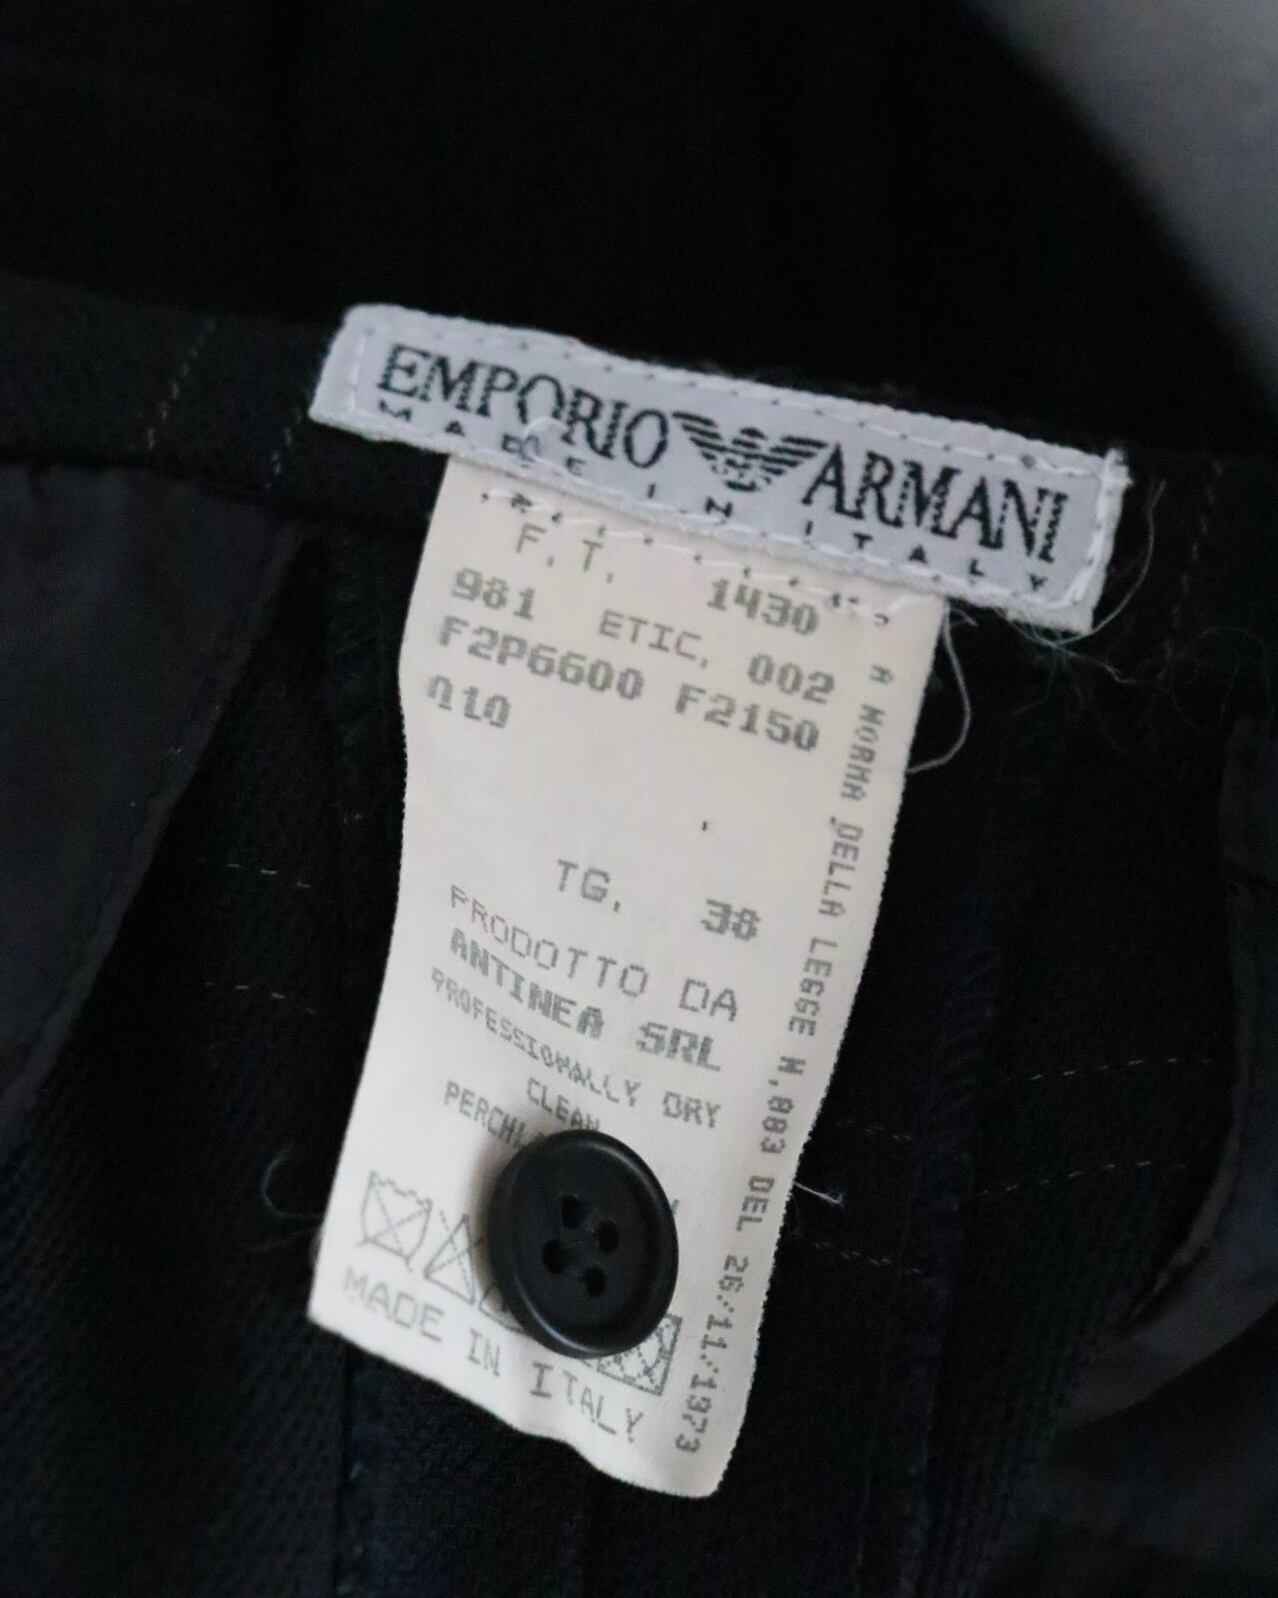 EMPORIO ARMANI
MADE IN ITALY
F.T. 1430
981 ETIC. 002
F2P6600 F2150
TG. 38
PRODOTTO DA
ANTINEA SRL
PROFESSIONALLY DRY
CLEAN
MADE IN ITALY
A NORMA DELLA LEGGE N.883 DEL 26/11/1973